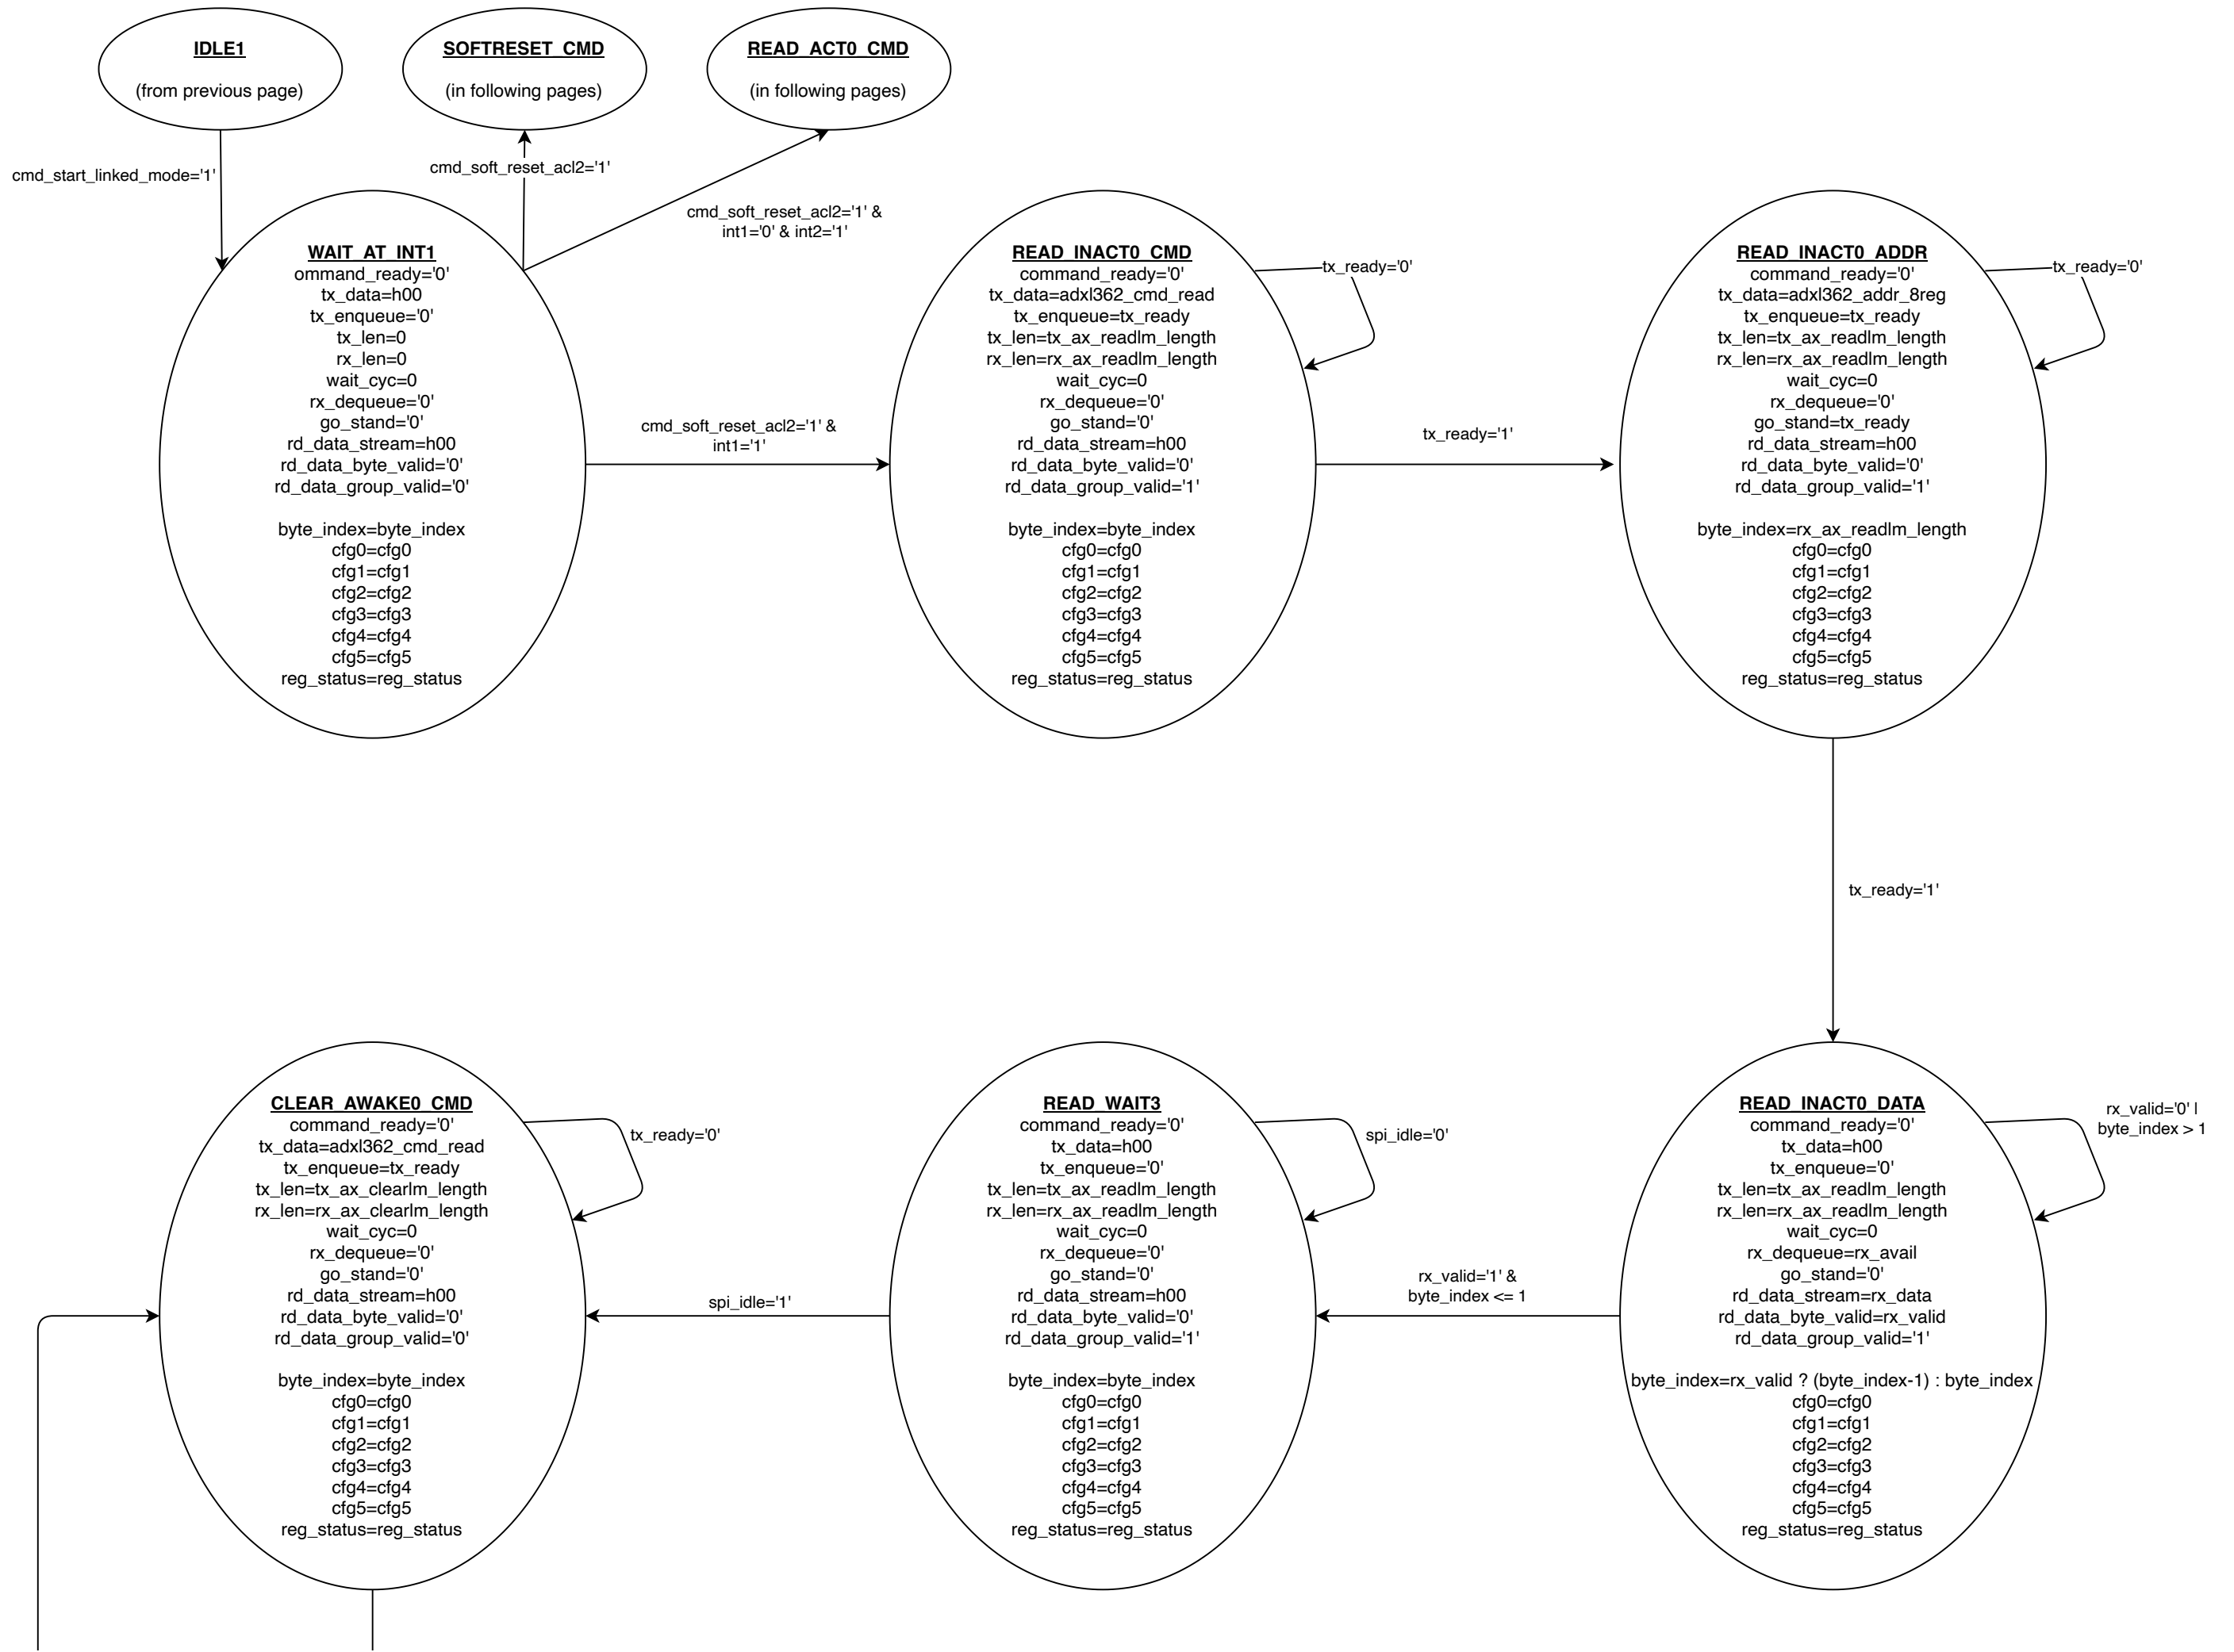 IDLE1
(from previous page)
SOFTRESET_CMD
(in following pages)
READ_ACT0_CMD
(in following pages)
cmd_start_linked_mode='1'
cmd_soft_reset_acl2='1'
cmd_soft_reset_acl2='1' &
int1='0' & int2='1'
WAIT_AT_INT1
ommand_ready='0'
tx_data=h00
tx_enqueue='0'
tx_len=0
rx_len=0
wait_cyc=0
rx_dequeue='0'
go_stand='0'
rd_data_stream=h00
rd_data_byte_valid='0'
rd_data_group_valid='0'
byte_index=byte_index
cfg0=cfg0
cfg1=cfg1
cfg2=cfg2
cfg3=cfg3
cfg4=cfg4
cfg5=cfg5
reg_status=reg_status
cmd_soft_reset_acl2='1' &
int1='1'
READ_INACT0_CMD
command_ready='0'
tx_data=adxl362_cmd_read
tx_enqueue=tx_ready
tx_len=tx_ax_readlm_length
rx_len=rx_ax_readlm_length
wait_cyc=0
rx_dequeue='0'
go_stand='0'
rd_data_stream=h00
rd_data_byte_valid='0'
rd_data_group_valid='1'
byte_index=byte_index
cfg0=cfg0
cfg1=cfg1
cfg2=cfg2
cfg3=cfg3
cfg4=cfg4
cfg5=cfg5
reg_status=reg_status
tx_ready='0'
tx_ready='1'
READ_INACT0_ADDR
command_ready='0'
tx_data=adxl362_addr_8reg
tx_enqueue=tx_ready
tx_len=tx_ax_readlm_length
rx_len=rx_ax_readlm_length
wait_cyc=0
rx_dequeue='0'
go_stand=tx_ready
rd_data_stream=h00
rd_data_byte_valid='0'
rd_data_group_valid='1'
byte_index=rx_ax_readlm_length
cfg0=cfg0
cfg1=cfg1
cfg2=cfg2
cfg3=cfg3
cfg4=cfg4
cfg5=cfg5
reg_status=reg_status
tx_ready='0'
tx_ready='1'
CLEAR_AWAKE0_CMD
command_ready='0'
tx_data=adxl362_cmd_read
tx_enqueue=tx_ready
tx_len=tx_ax_clearlm_length
rx_len=rx_ax_clearlm_length
wait_cyc=0
rx_dequeue='0'
go_stand='0'
rd_data_stream=h00
rd_data_byte_valid='0'
rd_data_group_valid='0'
byte_index=byte_index
cfg0=cfg0
cfg1=cfg1
cfg2=cfg2
cfg3=cfg3
cfg4=cfg4
cfg5=cfg5
reg_status=reg_status
tx_ready='0'
spi_idle='1'
READ_WAIT3
command_ready='0'
tx_data=h00
tx_enqueue='0'
tx_len=tx_ax_readlm_length
rx_len=rx_ax_readlm_length
wait_cyc=0
rx_dequeue='0'
go_stand='0'
rd_data_stream=h00
rd_data_byte_valid='0'
rd_data_group_valid='1'
byte_index=byte_index
cfg0=cfg0
cfg1=cfg1
cfg2=cfg2
cfg3=cfg3
cfg4=cfg4
cfg5=cfg5
reg_status=reg_status
spi_idle='0'
rx_valid='1' &
byte_index <= 1
READ_INACT0_DATA
command_ready='0'
tx_data=h00
tx_enqueue='0'
tx_len=tx_ax_readlm_length
rx_len=rx_ax_readlm_length
wait_cyc=0
rx_dequeue=rx_avail
go_stand='0'
rd_data_stream=rx_data
rd_data_byte_valid=rx_valid
rd_data_group_valid='1'
byte_index=rx_valid ? (byte_index-1) : byte_index
cfg0=cfg0
cfg1=cfg1
cfg2=cfg2
cfg3=cfg3
cfg4=cfg4
cfg5=cfg5
reg_status=reg_status
rx_valid='0' |
byte_index > 1